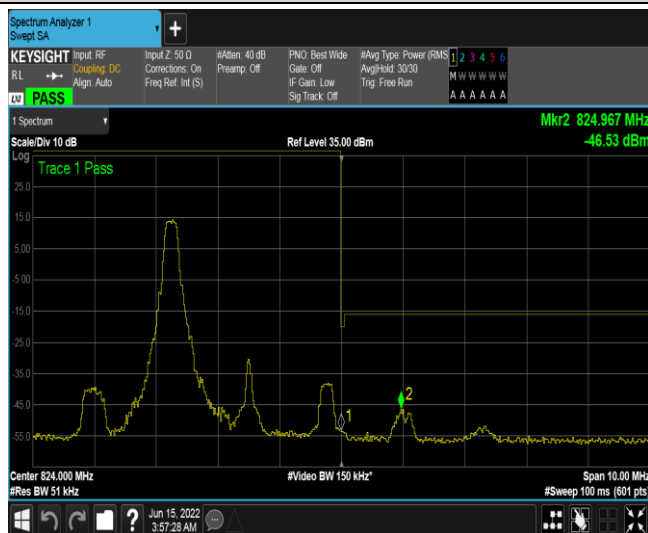 Spectrum Analyzer 1
Swept SA
+
KEYSIGHT
RL
LXI PASS
Input: RF
Coupling: DC
Align: Auto
Input Z: 50 Ω
Corrections: On
Freq Ref: Int (S)
#Atten: 40 dB
Preamp: Off
PNO: Best Wide
Gate: Off
IF Gain: Low
Sig Track: Off
#Avg Type: Power (RMS
Avg|Hold: 30/30
Trig: Free Run
1 2 3 4 5 6
M W W W W W
A A A A A A
1 Spectrum
Scale/Div 10 dB
Ref Level 35.00 dBm
Mkr2 824.967 MHz
-46.53 dBm
Log
Trace 1 Pass
25.0
15.0
5.00
-5.00
-15.0
-25.0
-35.0
-45.0
-55.0
1
2
Center 824.000 MHz
#Video BW 150 kHz*
Span 10.00 MHz
#Res BW 51 kHz
#Sweep 100 ms (601 pts)
?
Jun 15, 2022
3:57:28 AM